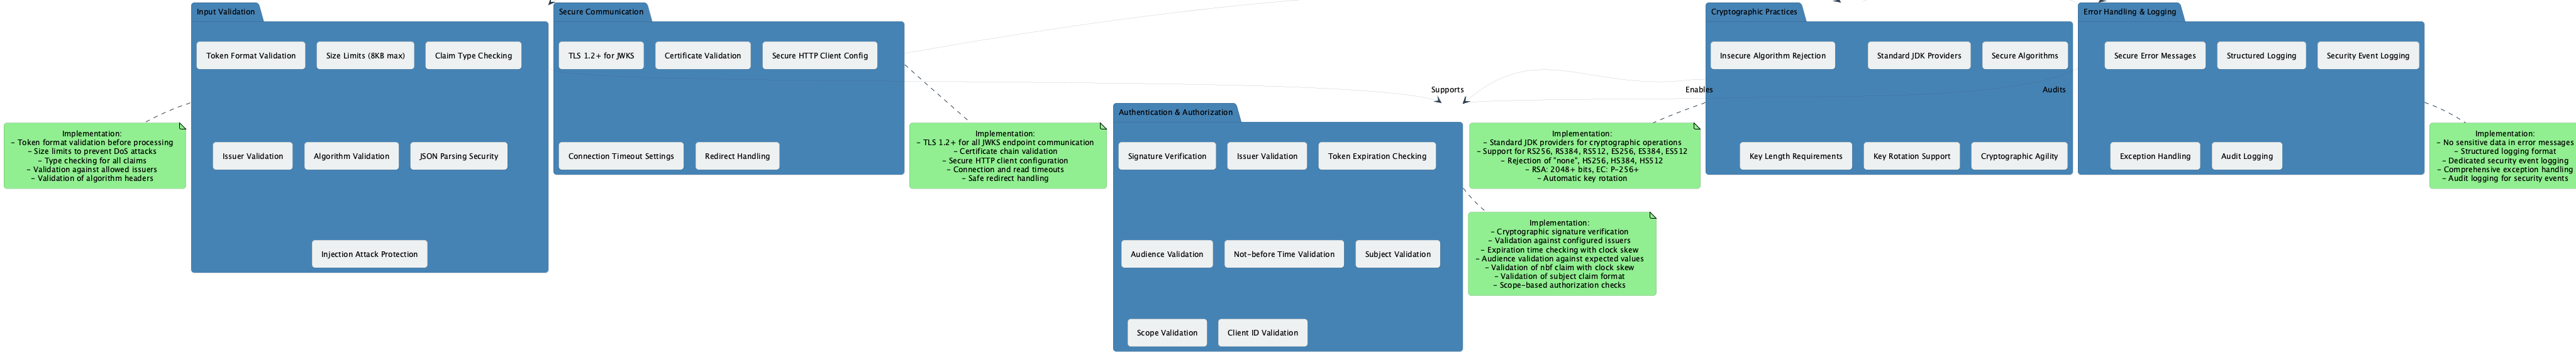 Input Validation
Token Format Validation
Size Limits (8KB max)
Claim Type Checking
Issuer Validation
Algorithm Validation
JSON Parsing Security
Injection Attack Protection
Implementation:
- Token format validation before processing
- Size limits to prevent DoS attacks
- Type checking for all claims
- Validation against allowed issuers
- Validation of algorithm headers
Secure Communication
TLS 1.2+ for JWKS
Certificate Validation
Secure HTTP Client Config
Connection Timeout Settings
Redirect Handling
Implementation:
- TLS 1.2+ for all JWKS endpoint communication
- Certificate chain validation
- Secure HTTP client configuration
- Connection and read timeouts
- Safe redirect handling
Supports
Authentication & Authorization
Signature Verification
Issuer Validation
Token Expiration Checking
Audience Validation
Not-before Time Validation
Subject Validation
Scope Validation
Client ID Validation
Implementation:
- Cryptographic signature verification
- Validation against configured issuers
- Expiration time checking with clock skew
- Audience validation against expected values
- Validation of nbf claim with clock skew
- Validation of subject claim format
- Scope-based authorization checks
Enables
Audits
Cryptographic Practices
Insecure Algorithm Rejection
Standard JDK Providers
Secure Algorithms
Key Length Requirements
Key Rotation Support
Cryptographic Agility
Implementation:
- Standard JDK providers for cryptographic operations
- Support for RS256, RS384, RS512, ES256, ES384, ES512
- Rejection of "none", HS256, HS384, HS512
- RSA: 2048+ bits, EC: P-256+
- Automatic key rotation
Error Handling & Logging
Secure Error Messages
Structured Logging
Security Event Logging
Exception Handling
Audit Logging
Implementation:
- No sensitive data in error messages
- Structured logging format
- Dedicated security event logging
- Comprehensive exception handling
- Audit logging for security events